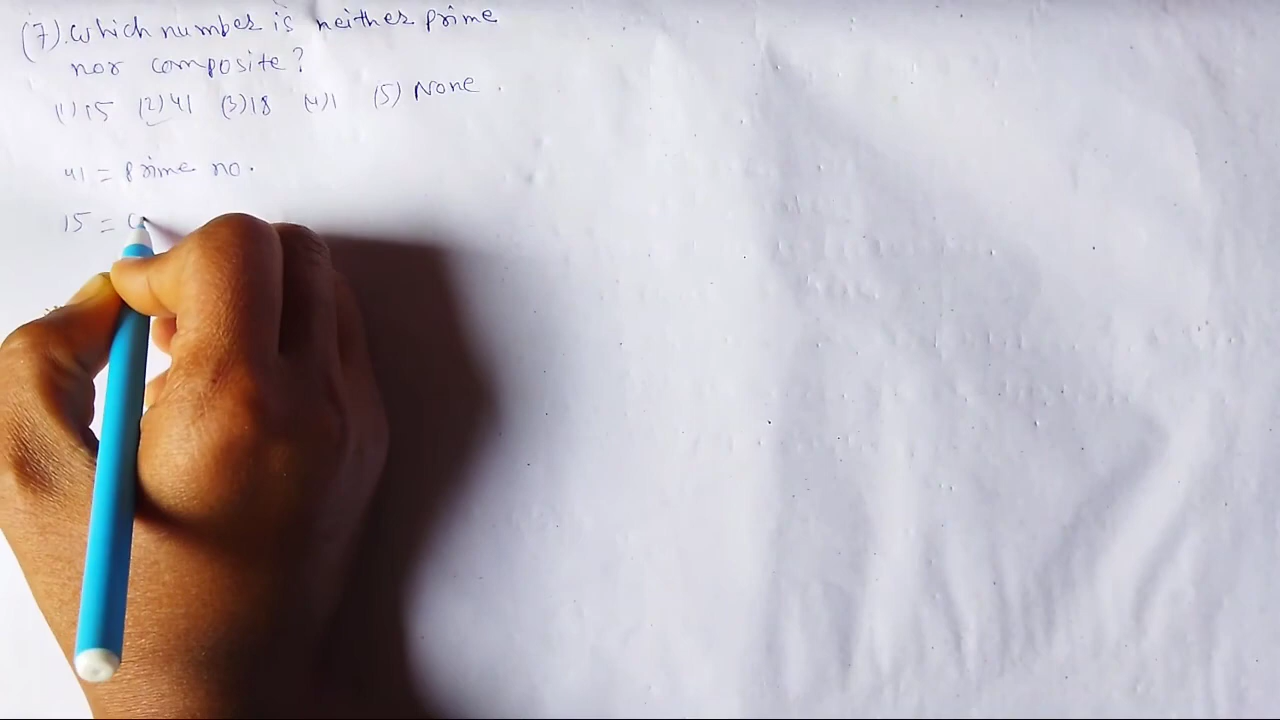 (7). Which number is neither prime
nor composite?
(1) 15 (2) 41 (3) 18 (4) 1 (5) None
41 = Prime no.
15 = C